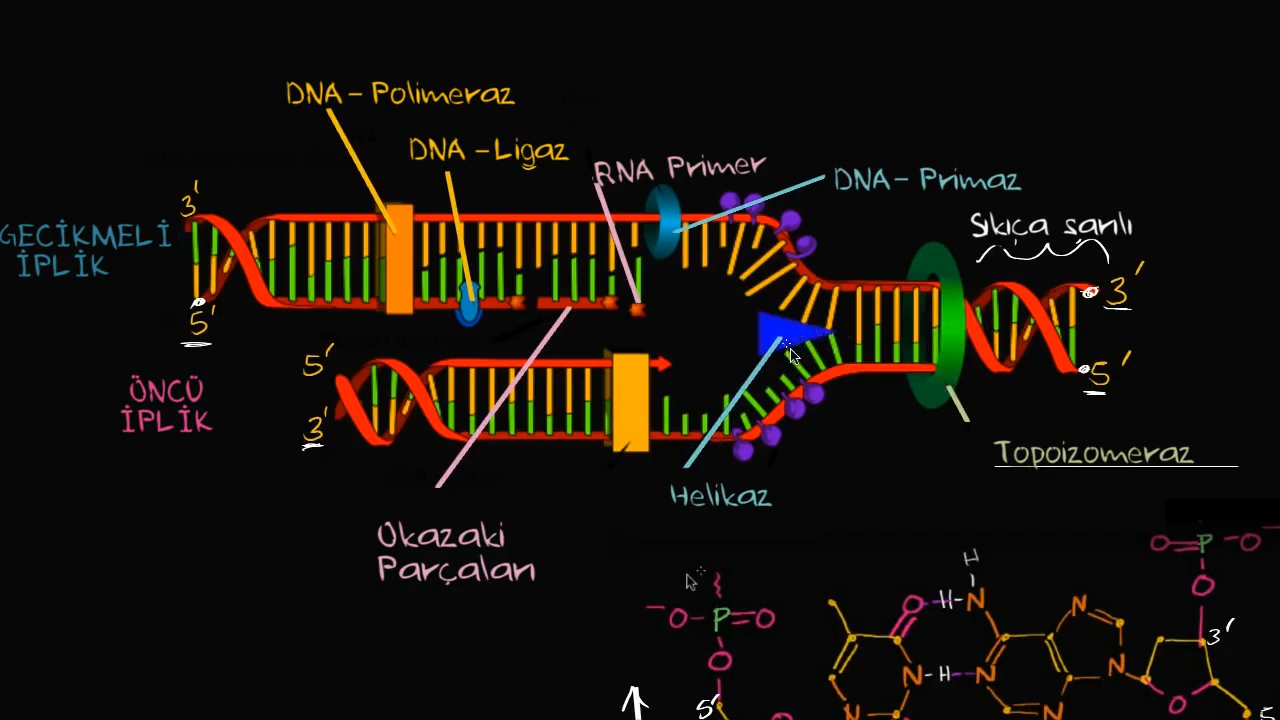 DNA - Polimeraz
DNA - Ligaz
RNA Primer
DNA - Primaz
3'
GECİKMELİ
İPLİK
5'
Sıkıca sarılı
3'
5'
5'
ÖNCÜ
İPLİK
3'
Topoizomeraz
Helikaz
Okazaki
Parçaları
H
O=P-O-
O
-O-P=O
O
O-H-N
N
3'
O
N-H-N
N
O
5'
N
N
5